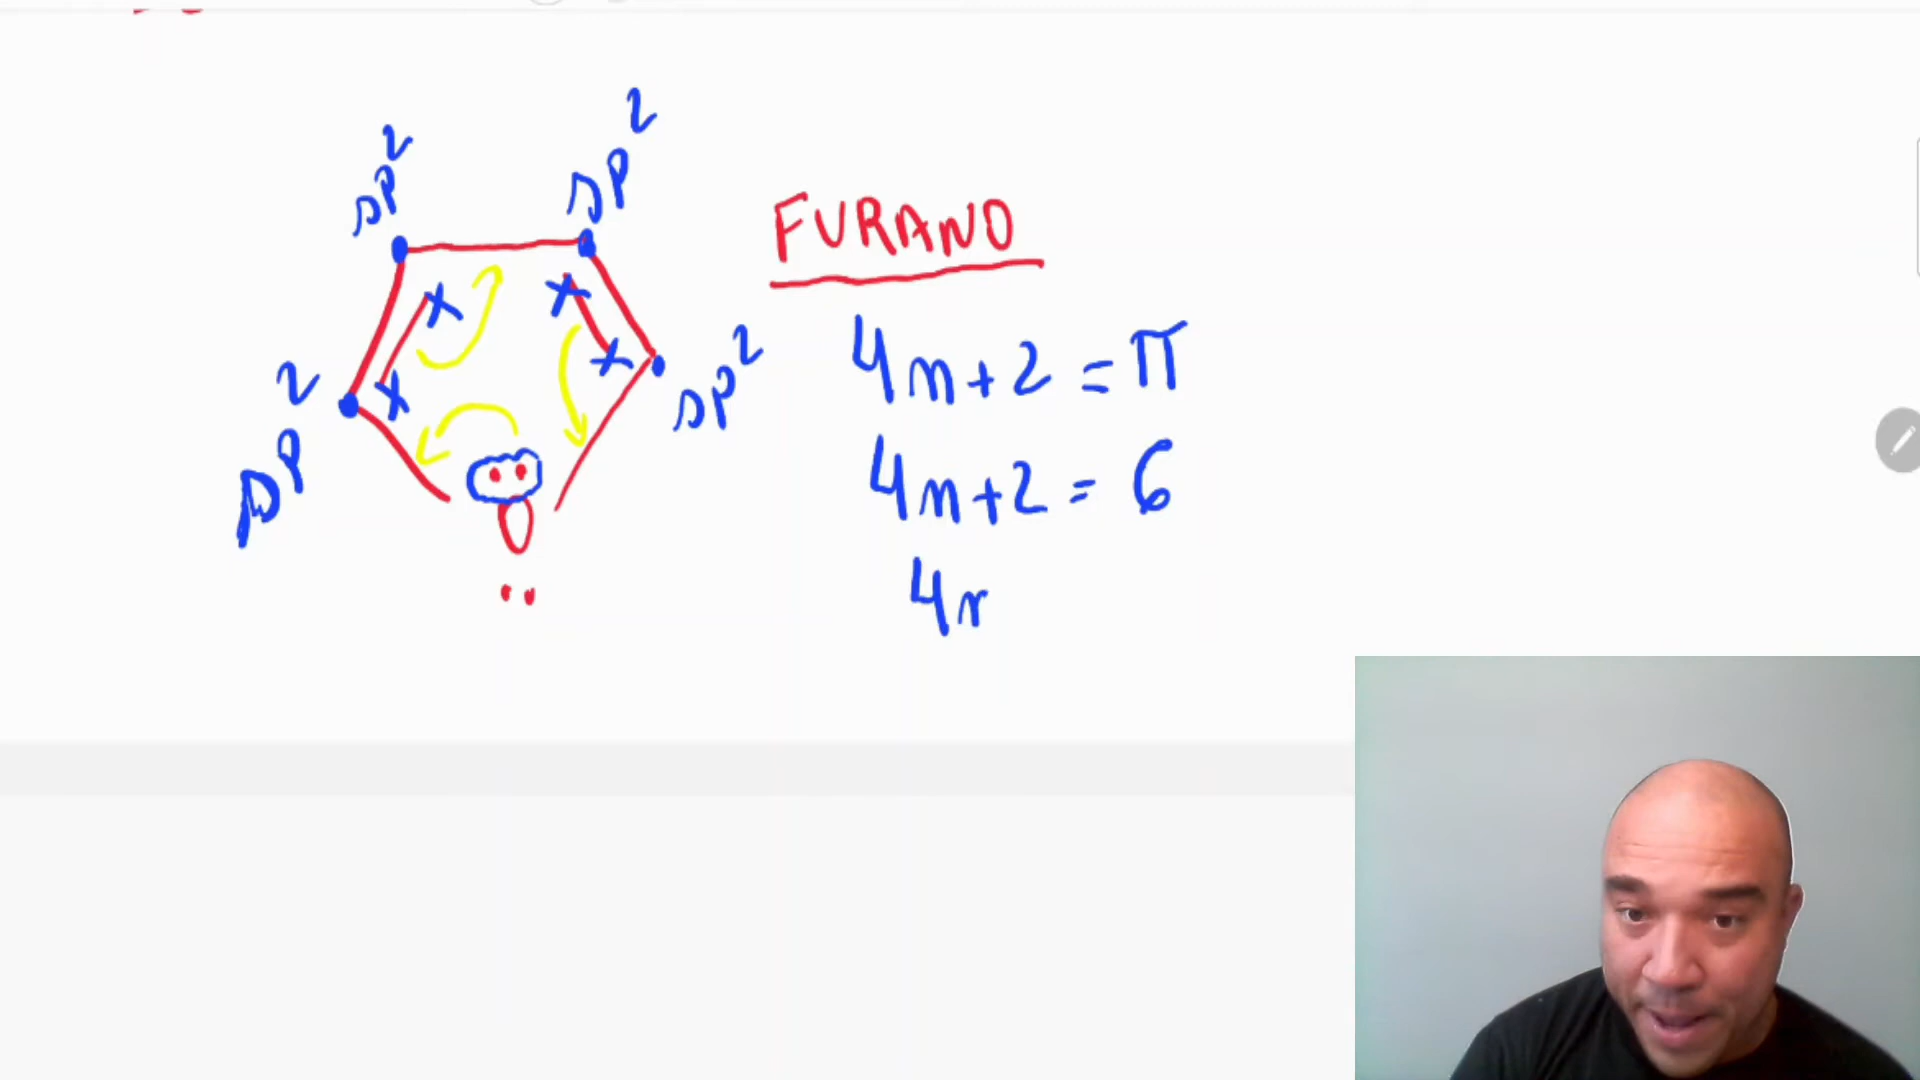 sp²
sp²
FURANO
sp²
sp²
4n+2 = π
4n+2 = 6
4n
O